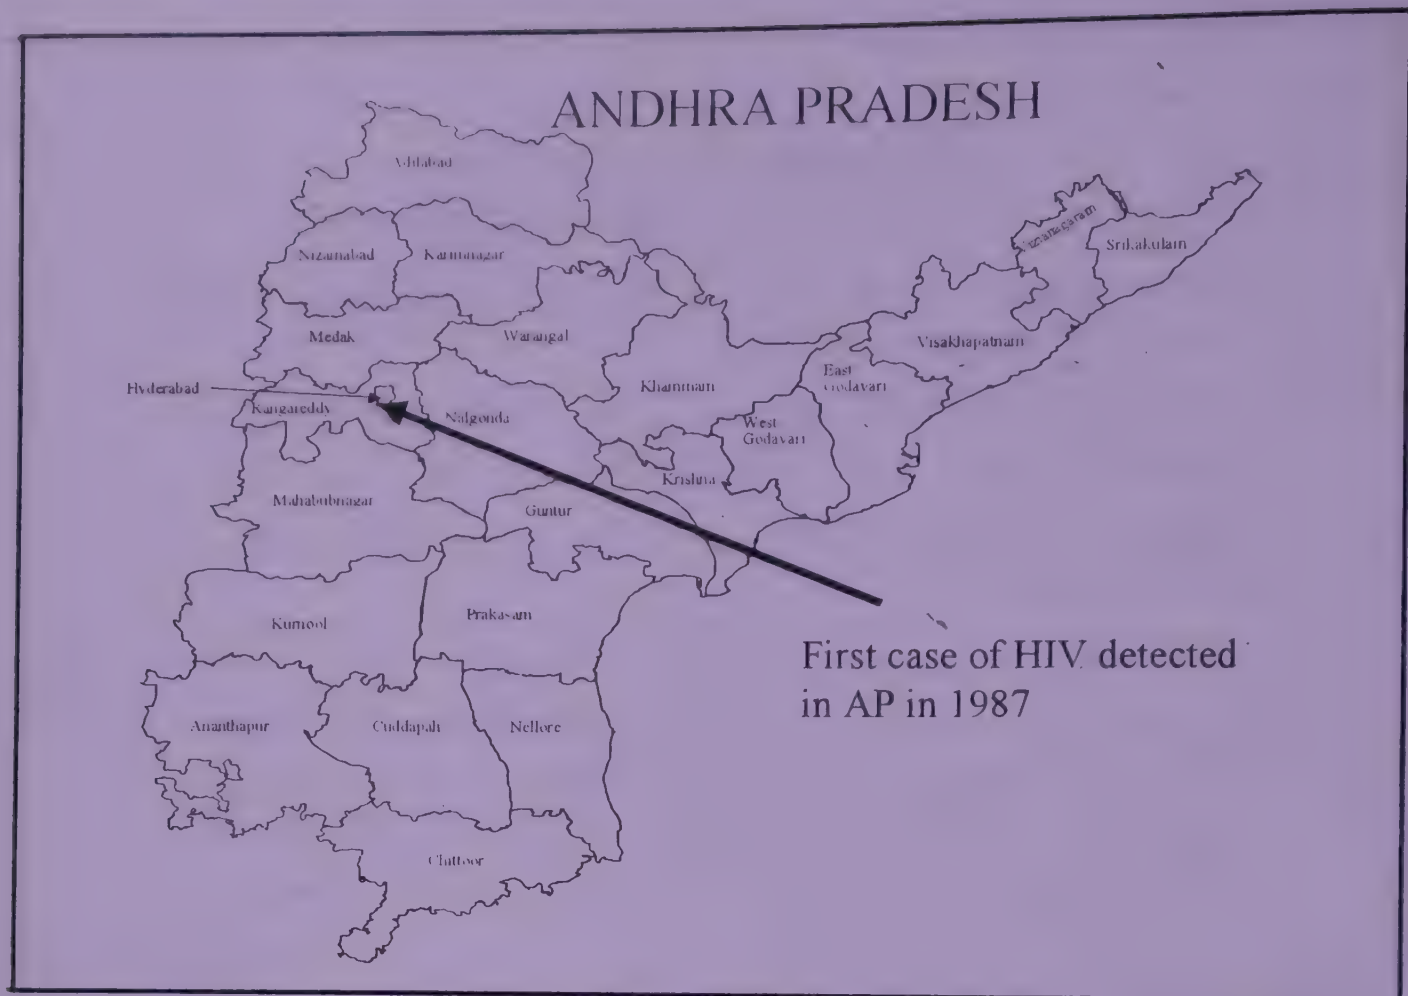 ANDHRA PRADESH
Adilabad
Nizamabad
Karimnagar
Medak
Warangal
Hyderabad
Rangareddy
Nalgonda
Khammam
East
Godavari
West
Godavari
Visakhapatnam
Vizianagaram
Srikakulam
Mahabubnagar
Krishna
Guntur
Kurnool
Prakasam
Ananthapur
Cuddapah
Nellore
Chittoor
First case of HIV detected
in AP in 1987